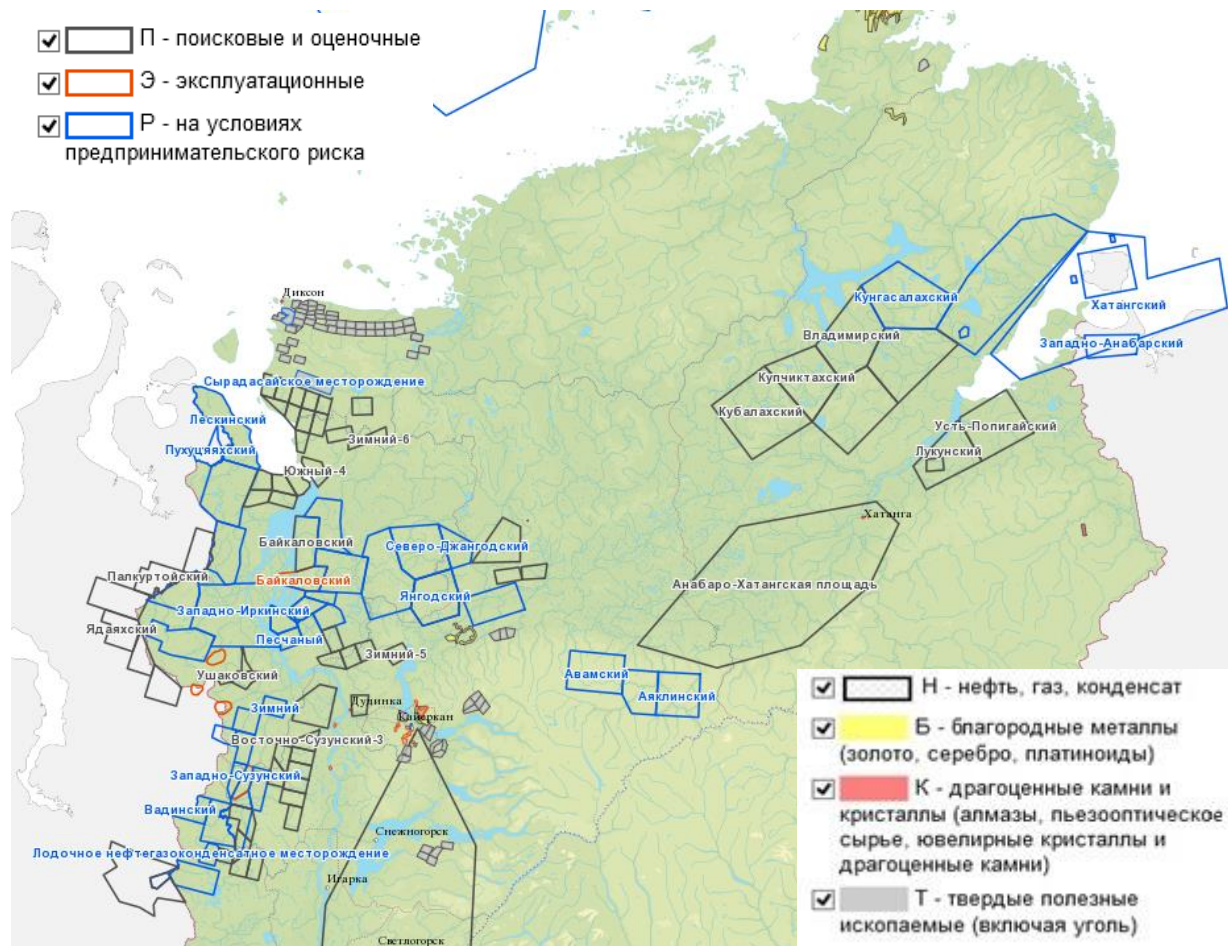 П - поисковые и оценочные
Э - эксплуатационные
Р - на условиях
предпринимательского риска
Диксон
Кунгасалахский
Хатангский
Владимирский
Западно-Анабарский
Сырадасайское месторождение
Купчиктахский
Лескинский
Кубалахский
Зимний-6
Усть-Попигайский
Пухуцяяхский
Лукунский
Южный-4
Хатанга
Байкаловский
Северо-Джангодский
Палкуртойский
Байкаловский
Анабаро-Хатангская площадь
Янгодский
Западно-Иркинский
Ядаяхский
Песчаный
Зимний-5
Ушаковский
Авамский
Аяклинский
Зимний
Дудинка
Кайеркан
Восточно-Сузунский-3
Западно-Сузунский
Вадинский
Снежногорск
Лодочное нефтегазоконденсатное месторождение
Игарка
Светлогорск
Н - нефть, газ, конденсат
Б - благородные металлы
(золото, серебро, платиноиды)
К - драгоценные камни и
кристаллы (алмазы, пьезооптическое
сырье, ювелирные кристаллы и
драгоценные камни)
Т - твердые полезные
ископаемые (включая уголь)